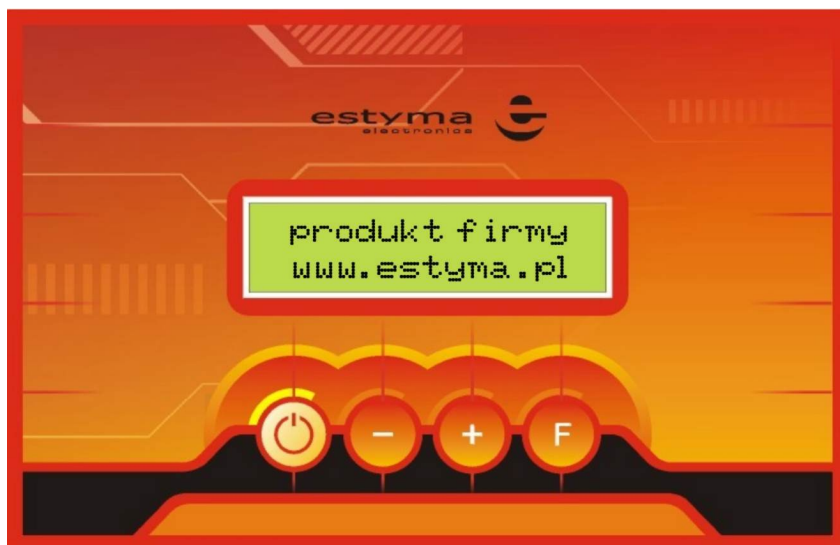 estyma
electronics
produkt firmy
www.estyma.pl
- + F